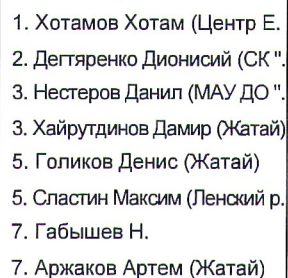 1. Хотамов Хотам (Центр Е.
2. Дегтяренко Дионисий (СК ".
3. Нестеров Данил (МАУ ДО ".
3. Хайрутдинов Дамир (Жатай)
5. Голиков Денис (Жатай)
5. Сластин Максим (Ленский р.
7. Габышев Н.
7. Аржаков Артем (Жатай)